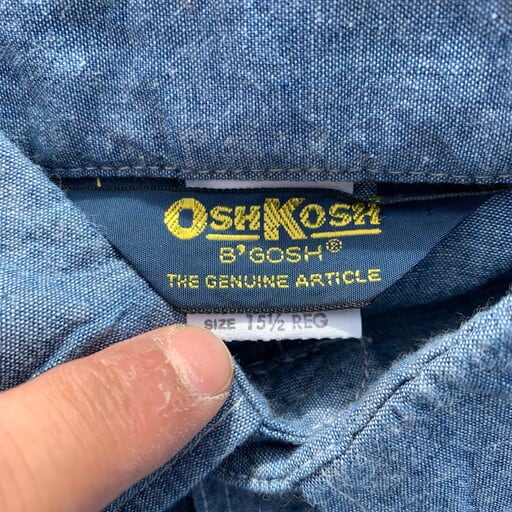 OSHKOSH
B'GOSH®
THE GENUINE ARTICLE
SIZE 15½ REG